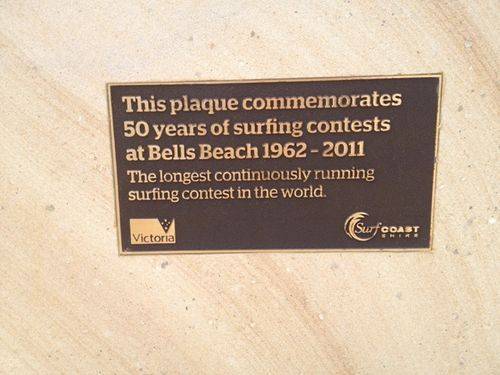 This plaque commemorates
50 years of surfing contests
at Bells Beach 1962 - 2011
The longest continuously running
surfing contest in the world.
Victoria
Surf COAST
SHIRE